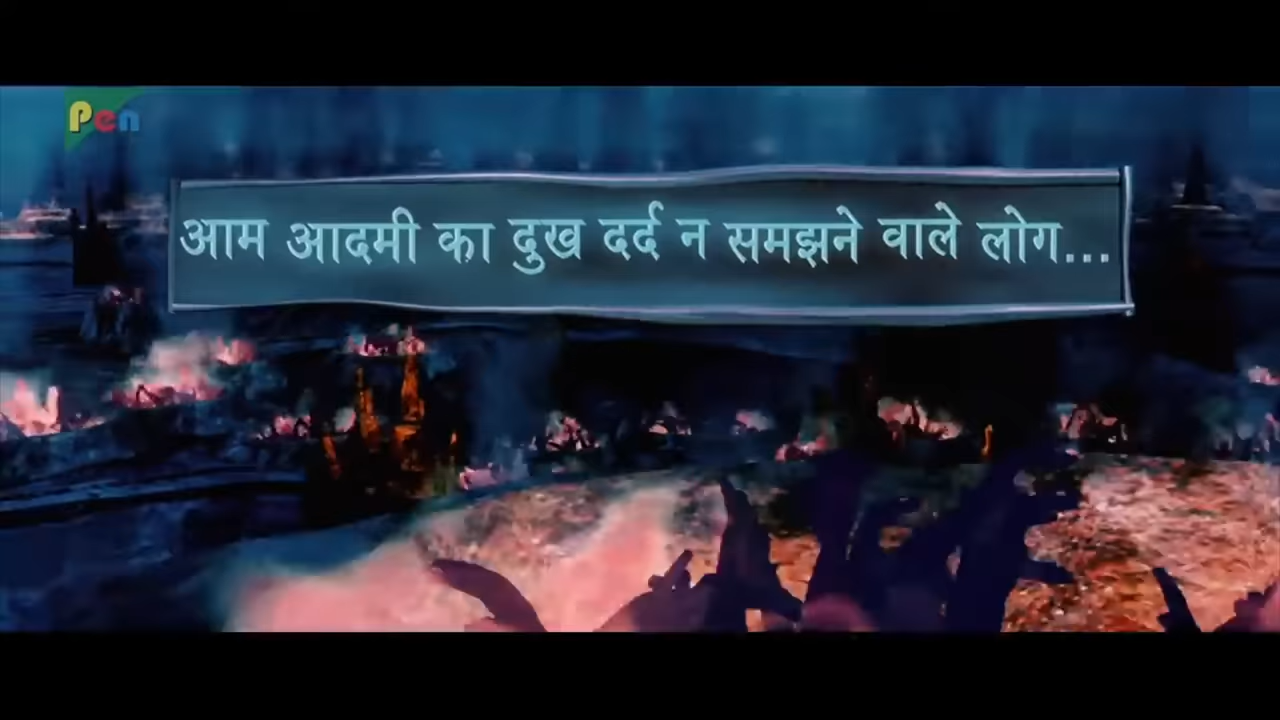 Pen
आम आदमी का दुख दर्द न समझने वाले लोग...